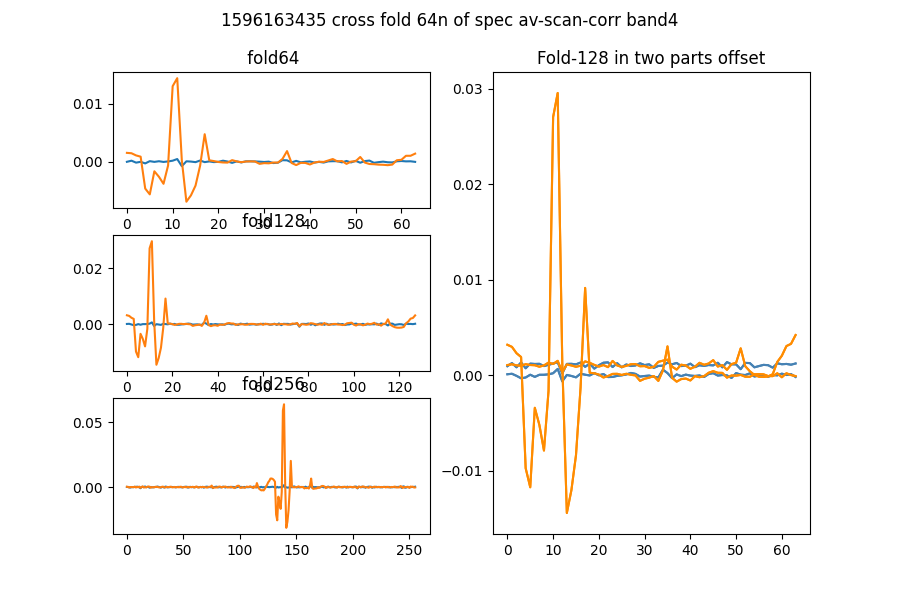 1596163435 cross fold 64n of spec av-scan-corr band4
fold64
0.01
0.00
0 10 20 30 40 50 60
fold128
0.02
0.00
0 20 40 60 80 100 120
fold256
0.05
0.00
0 50 100 150 200 250
Fold-128 in two parts offset
0.03
0.02
0.01
0.00
−0.01
0 10 20 30 40 50 60